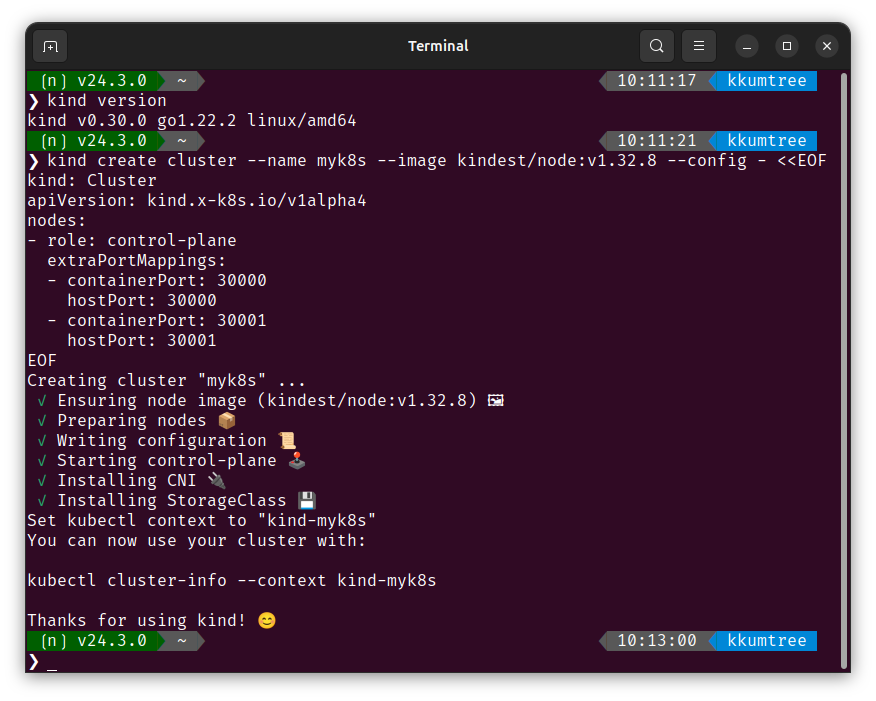 Terminal
(n) v24.3.0 ~ 10:11:17 kkumtree
❯ kind version
kind v0.30.0 go1.22.2 linux/amd64
(n) v24.3.0 ~ 10:11:21 kkumtree
❯ kind create cluster --name myk8s --image kindest/node:v1.32.8 --config - <<EOF
kind: Cluster
apiVersion: kind.x-k8s.io/v1alpha4
nodes:
- role: control-plane
  extraPortMappings:
  - containerPort: 30000
    hostPort: 30000
  - containerPort: 30001
    hostPort: 30001
EOF
Creating cluster "myk8s" ...
 ✓ Ensuring node image (kindest/node:v1.32.8) 🖼
 ✓ Preparing nodes 📦
 ✓ Writing configuration 📜
 ✓ Starting control-plane 🕹️
 ✓ Installing CNI 🔌
 ✓ Installing StorageClass 💾
Set kubectl context to "kind-myk8s"
You can now use your cluster with:

kubectl cluster-info --context kind-myk8s

Thanks for using kind! 😊
(n) v24.3.0 ~ 10:13:00 kkumtree
❯ _